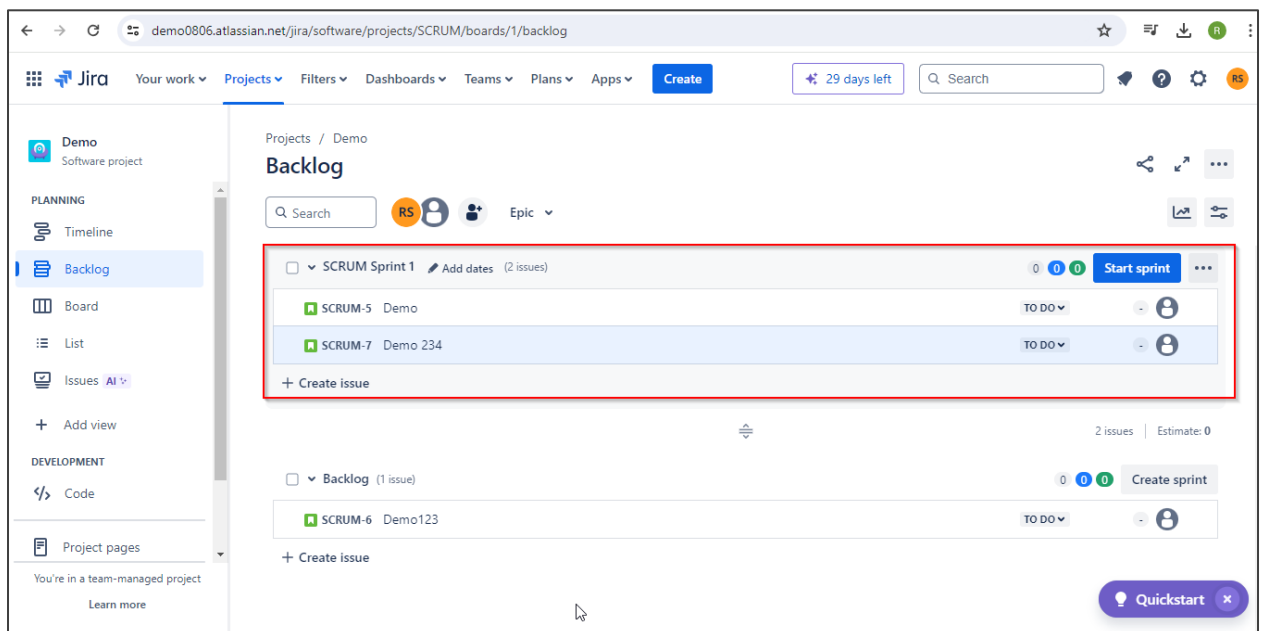 demo0806.atlassian.net/jira/software/projects/SCRUM/boards/1/backlog
R
Jira Your work Projects Filters Dashboards Teams Plans Apps Create 29 days left Search RS
Demo
Software project
PLANNING
Timeline
Backlog
Board
List
Issues AI
Add view
DEVELOPMENT
Code
Project pages
You're in a team-managed project
Learn more
Projects / Demo
Backlog
Search RS Epic
SCRUM Sprint 1 Add dates (2 issues) 0 0 0 Start sprint
SCRUM-5 Demo TO DO -
SCRUM-7 Demo 234 TO DO -
+ Create issue
2 issues Estimate: 0
Backlog (1 issue) 0 0 0 Create sprint
SCRUM-6 Demo123 TO DO -
+ Create issue
Quickstart